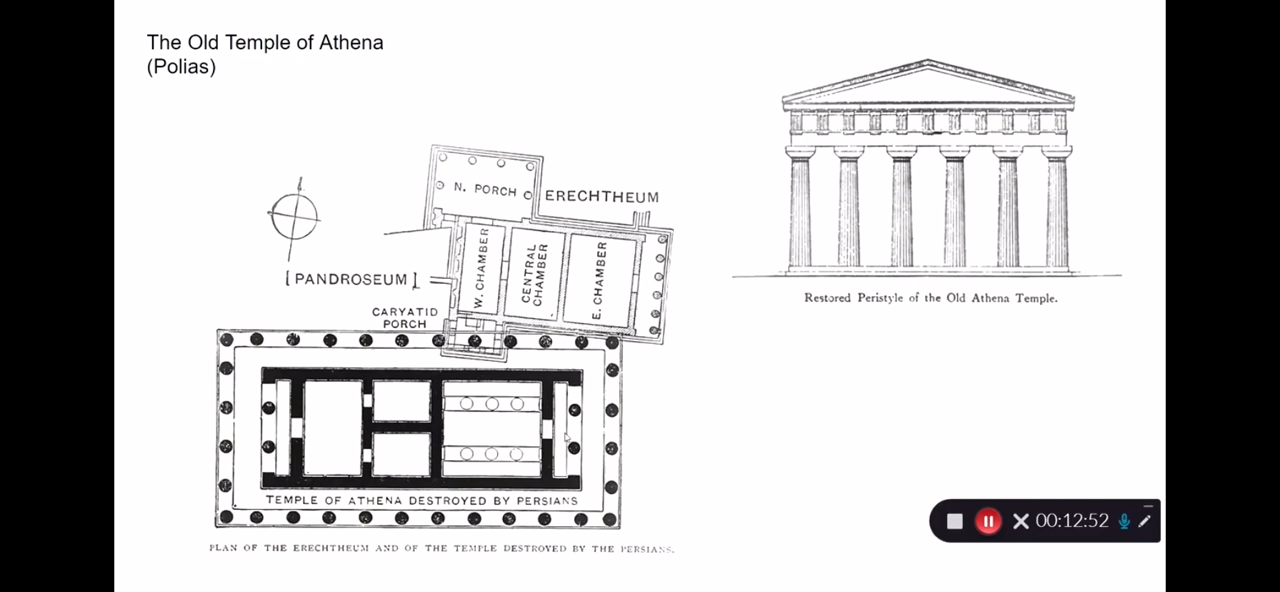 The Old Temple of Athena
(Polias)
N. PORCH
ERECHTHEUM
W. CHAMBER
CENTRAL
CHAMBER
E. CHAMBER
[PANDROSEUM]
CARYATID
PORCH
TEMPLE OF ATHENA DESTROYED BY PERSIANS
PLAN OF THE ERECHTHEUM AND OF THE TEMPLE DESTROYED BY THE PERSIANS.
Restored Peristyle of the Old Athena Temple.
00:12:52